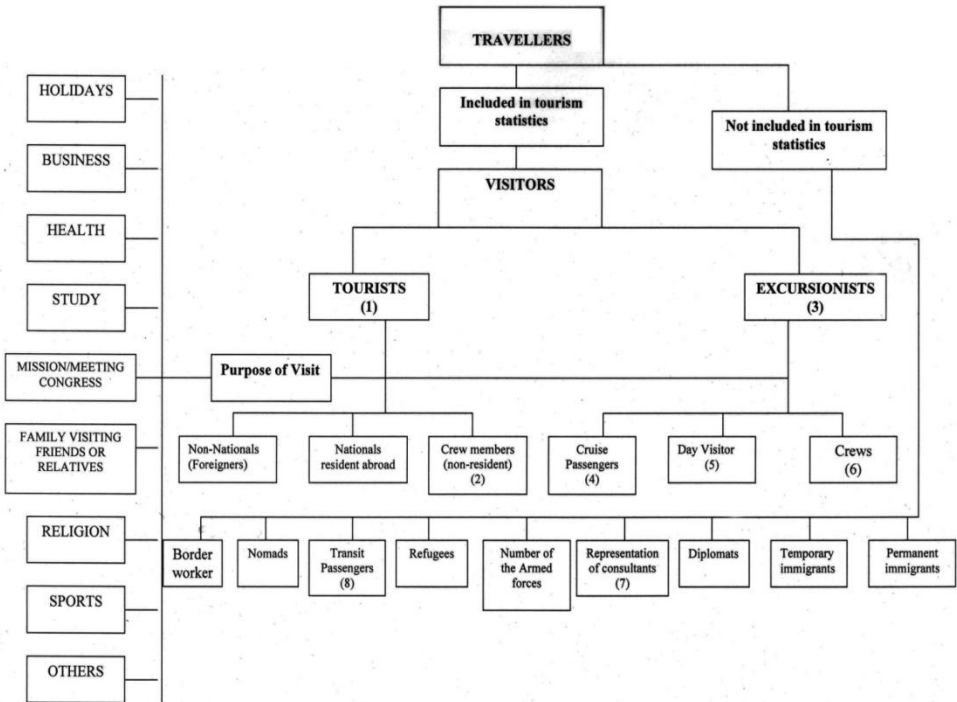 TRAVELLERS
Included in tourism
statistics
Not included in tourism
statistics
VISITORS
TOURISTS
(1)
EXCURSIONISTS
(3)
HOLIDAYS
BUSINESS
HEALTH
STUDY
MISSION/MEETING
CONGRESS
FAMILY VISITING
FRIENDS OR
RELATIVES
RELIGION
SPORTS
OTHERS
Purpose of Visit
Non-Nationals
(Foreigners)
Nationals
resident abroad
Crew members
(non-resident)
(2)
Cruise
Passengers
(4)
Day Visitor
(5)
Crews
(6)
Border
worker
Nomads
Transit
Passengers
(8)
Refugees
Number of
the Armed
forces
Representation
of consultants
(7)
Diplomats
Temporary
immigrants
Permanent
immigrants